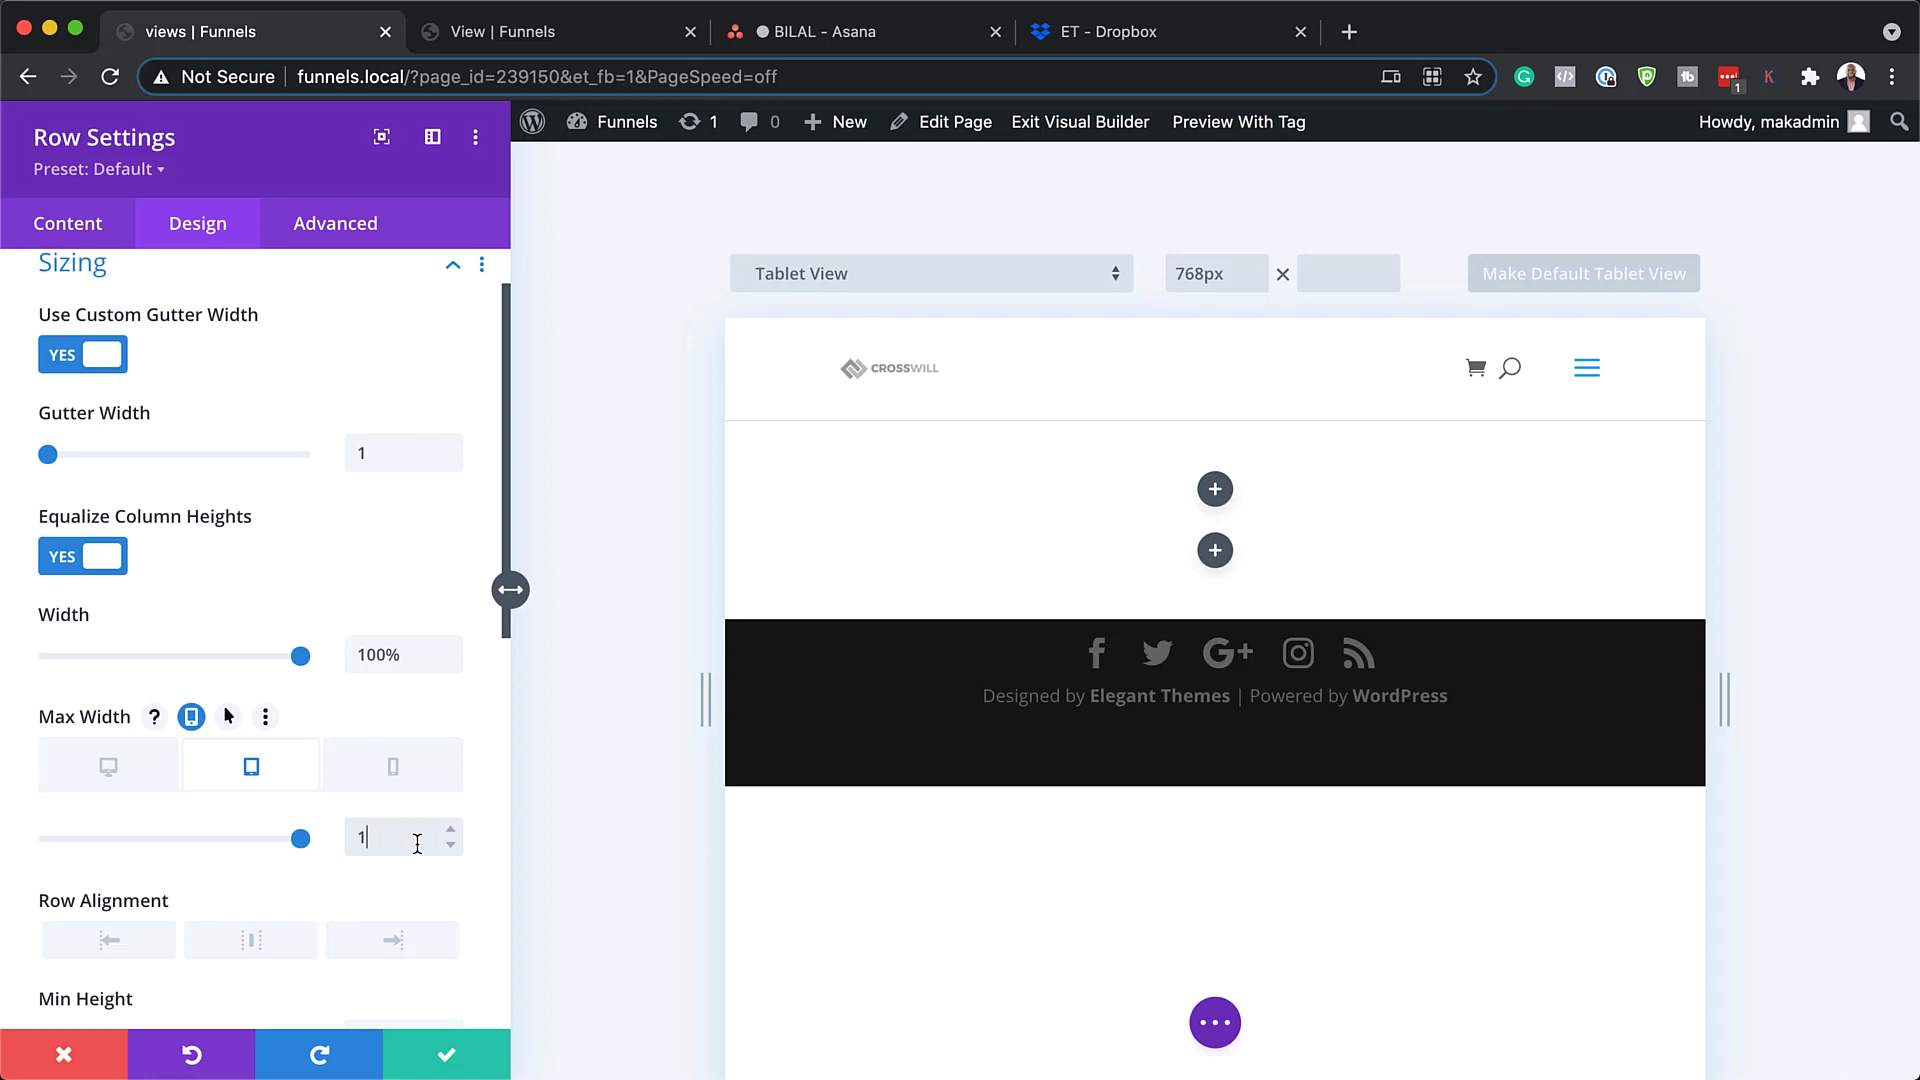 views | Funnels
View | Funnels
BILAL - Asana
ET - Dropbox
Not Secure
funnels.local/?page_id=239150&et_fb=1&PageSpeed=off
1
Row Settings
Preset: Default
Content
Design
Advanced
Funnels
1
0
New
Edit Page
Exit Visual Builder
Preview With Tag
Howdy, makadmin
Sizing
Use Custom Gutter Width
YES
Gutter Width
1
Equalize Column Heights
YES
Width
100%
Max Width
1
Row Alignment
Min Height
Tablet View
768px
Make Default Tablet View
CROSSWILL
Designed by Elegant Themes | Powered by WordPress